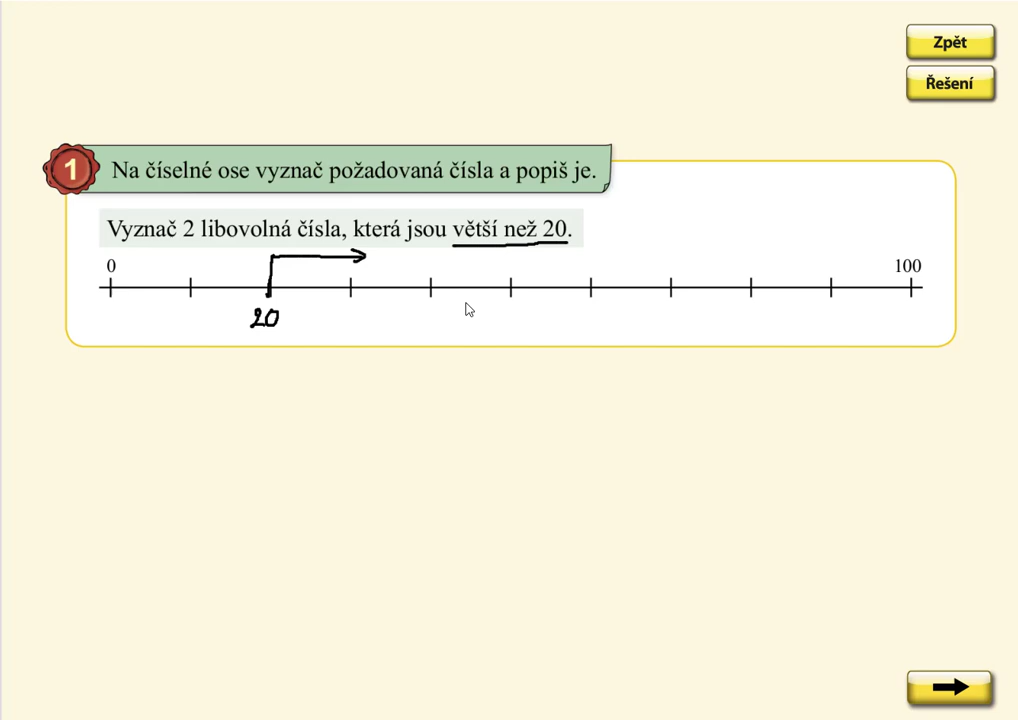 Zpět
Řešení
1 Na číselné ose vyznač požadovaná čísla a popiš je.
Vyznač 2 libovolná čísla, která jsou větší než 20.
0 100
20